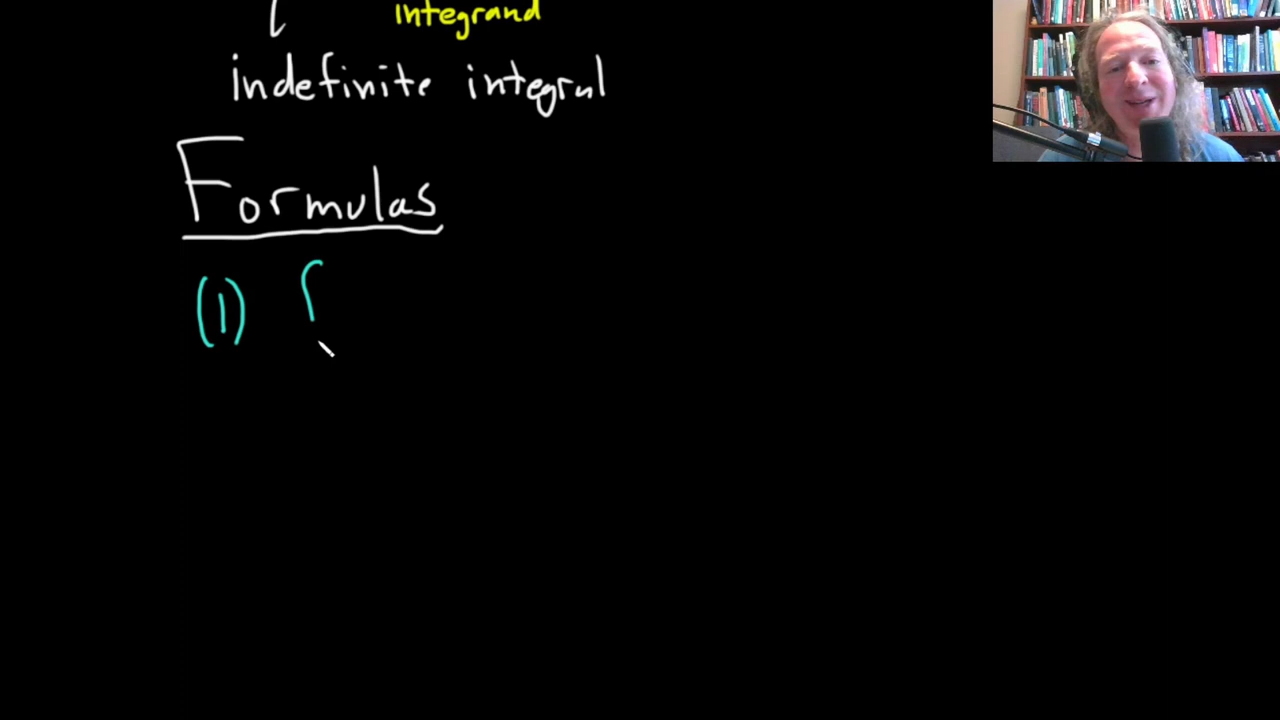 integrand
indefinite integral
Formulas
(1)